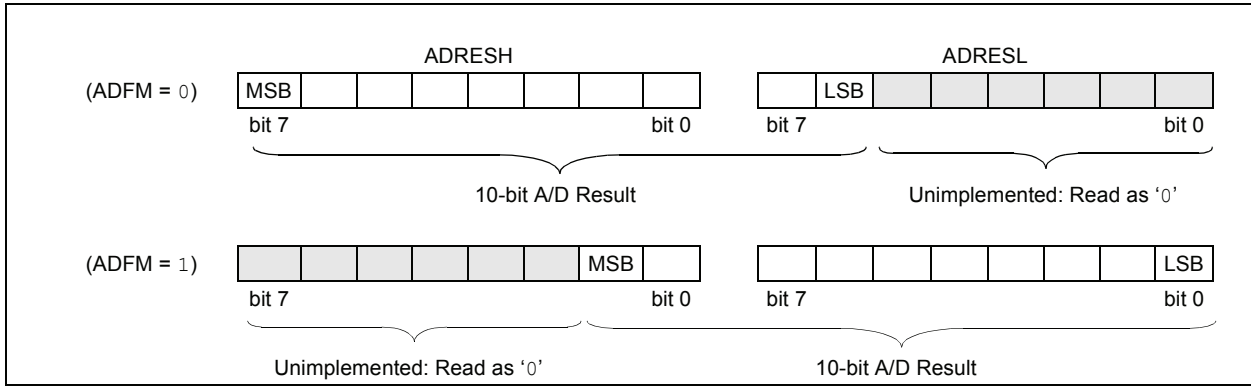 ADRESH ADRESL
(ADFM = 0) MSB LSB
bit 7 bit 0 bit 7 bit 0
10-bit A/D Result Unimplemented: Read as ‘0’
(ADFM = 1) MSB LSB
bit 7 bit 0 bit 7 bit 0
Unimplemented: Read as ‘0’ 10-bit A/D Result